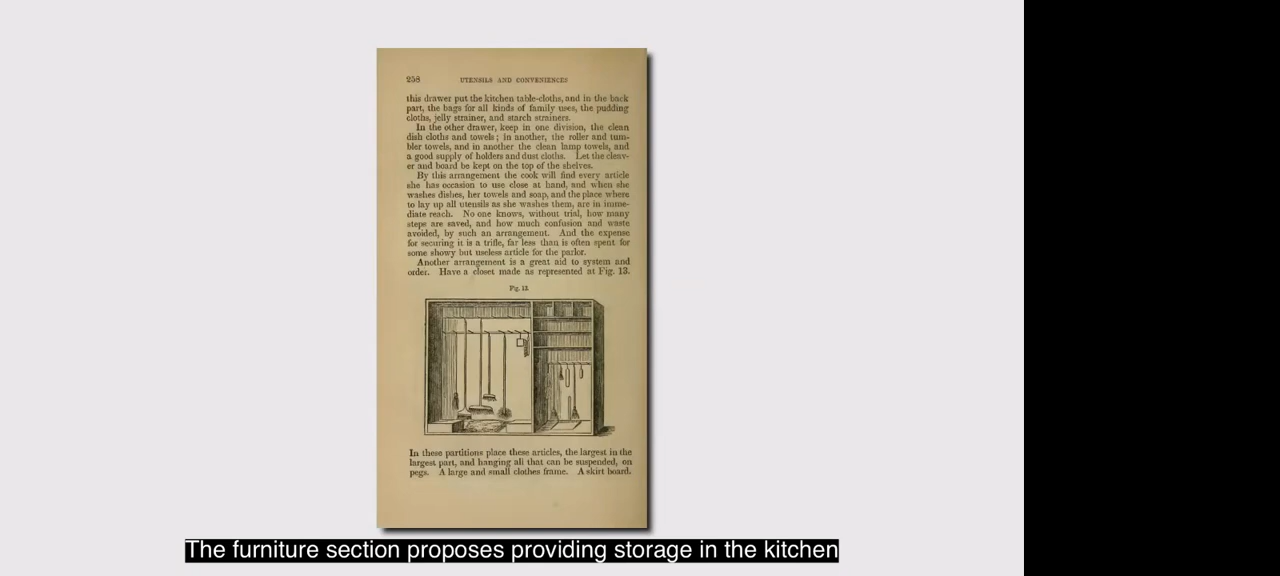 258 UTENSILS AND CONVENIENCES
this drawer put the kitchen table-cloths, and in the back
part, the bags for all kinds of family uses, the pudding
cloths, jelly strainer, and starch strainers.
In the other drawer, keep in one division, the clean
dish cloths and towels; in another, the roller and tum-
bler towels, and in another the clean lamp towels, and
a good supply of holders and dust cloths. Let the cleav-
er and board be kept on the top of the shelves.
By this arrangement the cook will find every article
she has occasion to use close at hand, and when she
washes dishes, her towels and soap, and the place where
to lay up all utensils as she washes them, are in imme-
diate reach. No one knows, without trial, how many
steps are saved, and how much confusion and waste
avoided, by such an arrangement. And the expense
for securing it is a trifle, far less than is often spent for
some showy but useless article for the parlor.
Another arrangement is a great aid to system and
order. Have a closet made as represented at Fig. 13.
Fig. 13.
In these partitions place these articles, the largest in the
largest part, and hanging all that can be suspended, on
pegs. A large and small clothes frame. A skirt board.
The furniture section proposes providing storage in the kitchen